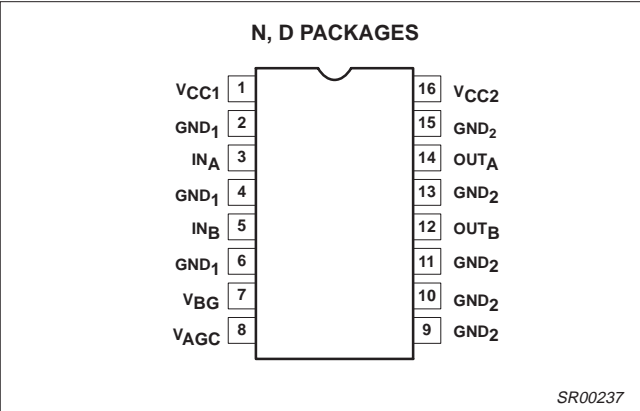 N, D PACKAGES
VCC1 1 16 VCC2
GND1 2 15 GND2
INA 3 14 OUTA
GND1 4 13 GND2
INB 5 12 OUTB
GND1 6 11 GND2
VBG 7 10 GND2
VAGC 8 9 GND2
SR00237